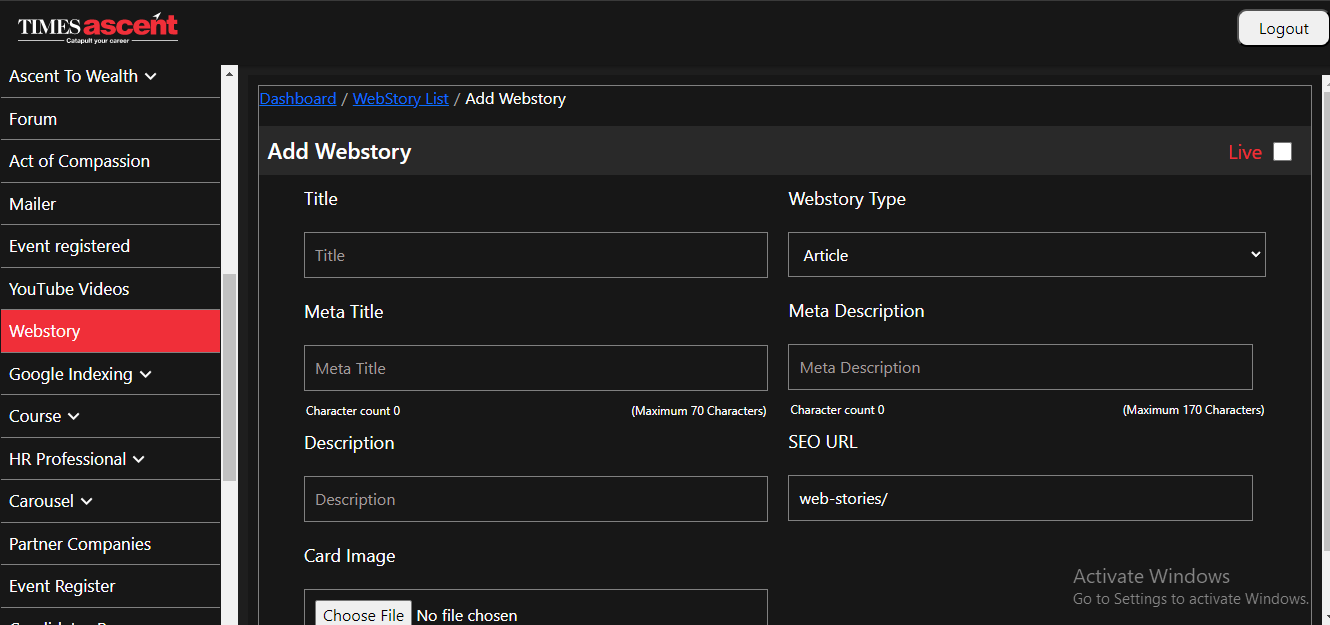 TIMES ascent
Catapult your career
Logout
Ascent To Wealth
Forum
Act of Compassion
Mailer
Event registered
YouTube Videos
Webstory
Google Indexing
Course
HR Professional
Carousel
Partner Companies
Event Register
Dashboard / WebStory List / Add Webstory
Add Webstory
Live
Title
Webstory Type
Title
Article
Meta Title
Meta Description
Meta Title
Meta Description
Character count 0
(Maximum 70 Characters)
Character count 0
(Maximum 170 Characters)
Description
SEO URL
Description
web-stories/
Card Image
Choose File No file chosen
Activate Windows
Go to Settings to activate Windows.